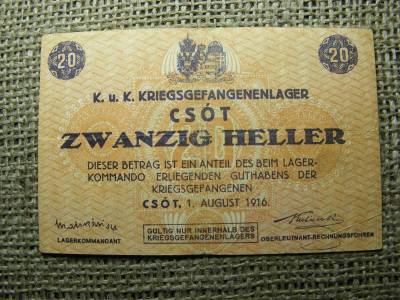 20 20
K. u. K. KRIEGSGEFANGENENLAGER
CSÓT
ZWANZIG HELLER
DIESER BETRAG IST EIN ANTEIL DES BEIM LAGER-
KOMMANDO ERLIEGENDEN GUTHABENS DER
KRIEGSGEFANGENEN
CSÓT, 1. AUGUST 1916.
LAGERKOMMANDANT
GÜLTIG NUR INNERHALB DES
KRIEGSGEFANGENENLAGERS
OBERLEUTNANT-RECHNUNGSFÜHRER